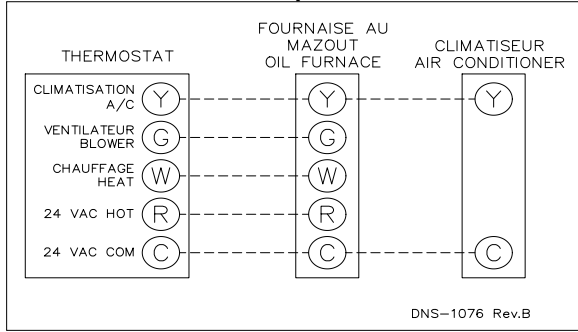 FOURNAISE AU
MAZOUT
OIL FURNACE
THERMOSTAT
CLIMATISEUR
AIR CONDITIONER
CLIMATISATION
A/C
Y Y Y
VENTILATEUR
BLOWER
G G
CHAUFFAGE
HEAT
W W
24 VAC HOT R R
24 VAC COM C C C
DNS-1076 Rev.B